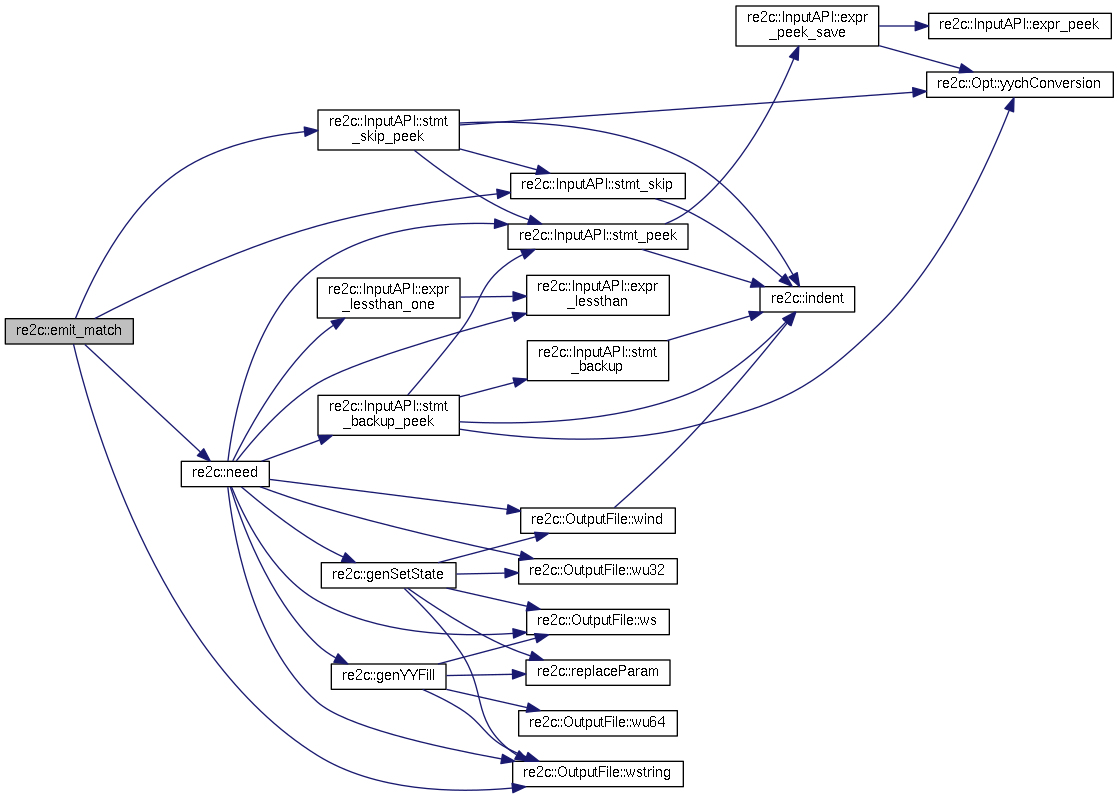 re2c::InputAPI::expr
_peek_save
re2c::InputAPI::expr_peek
re2c::Opt::yychConversion
re2c::InputAPI::stmt
_skip_peek
re2c::InputAPI::stmt_skip
re2c::InputAPI::stmt_peek
re2c::InputAPI::expr
_lessthan_one
re2c::InputAPI::expr
_lessthan
re2c::indent
re2c::emit_match
re2c::InputAPI::stmt
_backup
re2c::InputAPI::stmt
_backup_peek
re2c::need
re2c::OutputFile::wind
re2c::genSetState
re2c::OutputFile::wu32
re2c::OutputFile::ws
re2c::genYYFill
re2c::replaceParam
re2c::OutputFile::wu64
re2c::OutputFile::wstring